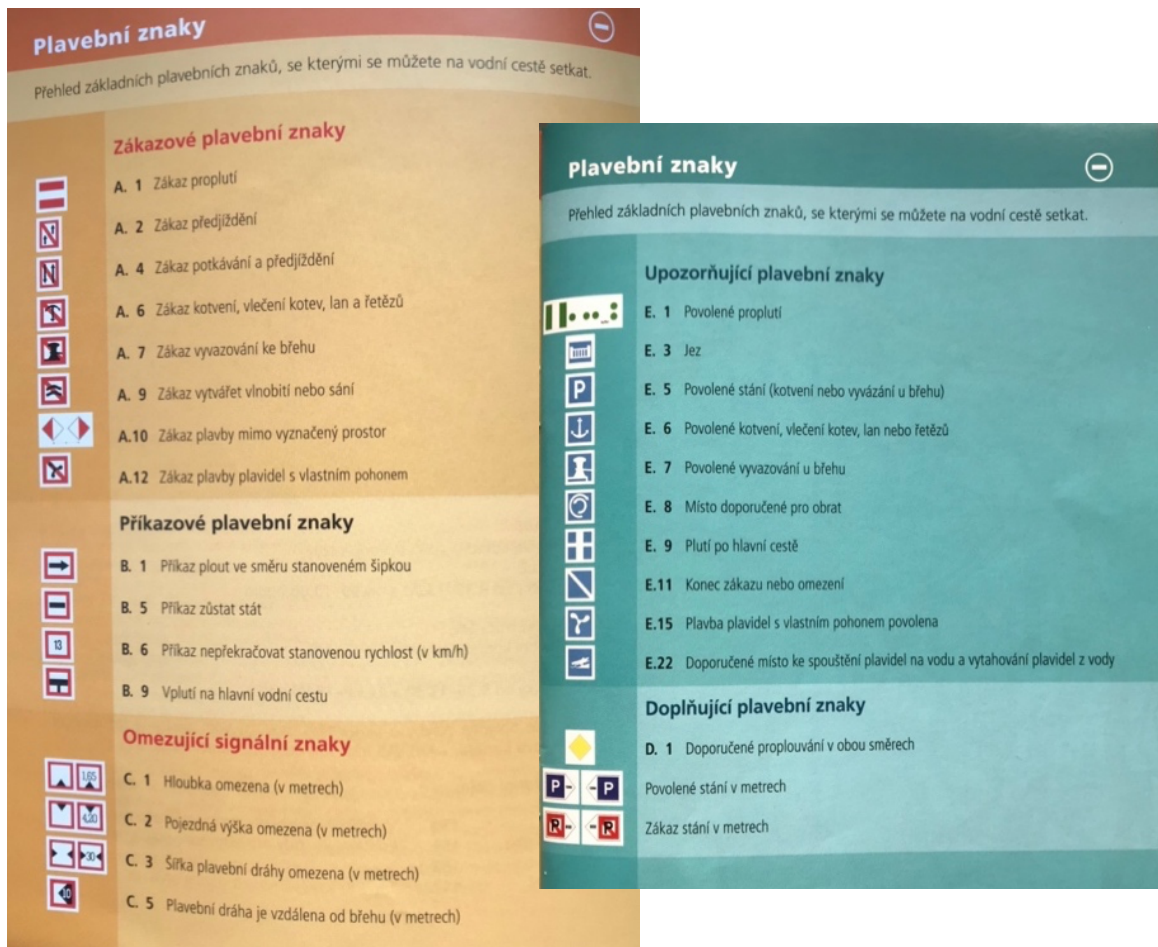 Plavební znaky
Přehled základních plavebních znaků, se kterými se můžete na vodní cestě setkat.
Zákazové plavební znaky
A. 1 Zákaz proplutí
A. 2 Zákaz předjíždění
A. 4 Zákaz potkávání a předjíždění
A. 6 Zákaz kotvení, vlečení kotev, lan a řetězů
A. 7 Zákaz vyvazování ke břehu
A. 9 Zákaz vytvářet vlnobití nebo sání
A.10 Zákaz plavby mimo vyznačený prostor
A.12 Zákaz plavby plavidel s vlastním pohonem
Příkazové plavební znaky
B. 1 Příkaz plout ve směru stanoveném šipkou
B. 5 Příkaz zůstat stát
13 B. 6 Příkaz nepřekračovat stanovenou rychlost (v km/h)
B. 9 Vplutí na hlavní vodní cestu
Omezující signální znaky
1,65 C. 1 Hloubka omezena (v metrech)
4,20 C. 2 Pojezdná výška omezena (v metrech)
30 C. 3 Šířka plavební dráhy omezena (v metrech)
10 C. 5 Plavební dráha je vzdálena od břehu (v metrech)
Plavební znaky
Přehled základních plavebních znaků, se kterými se můžete na vodní cestě setkat.
Upozorňující plavební znaky
E. 1 Povolené proplutí
E. 3 Jez
P E. 5 Povolené stání (kotvení nebo vyvázání u břehu)
E. 6 Povolené kotvení, vlečení kotev, lan nebo řetězů
E. 7 Povolené vyvazování u břehu
E. 8 Místo doporučené pro obrat
E. 9 Plutí po hlavní cestě
E.11 Konec zákazu nebo omezení
E.15 Plavba plavidel s vlastním pohonem povolena
E.22 Doporučené místo ke spouštění plavidel na vodu a vytahování plavidel z vody
Doplňující plavební znaky
D. 1 Doporučené proplouvání v obou směrech
P P Povolené stání v metrech
P P Zákaz stání v metrech